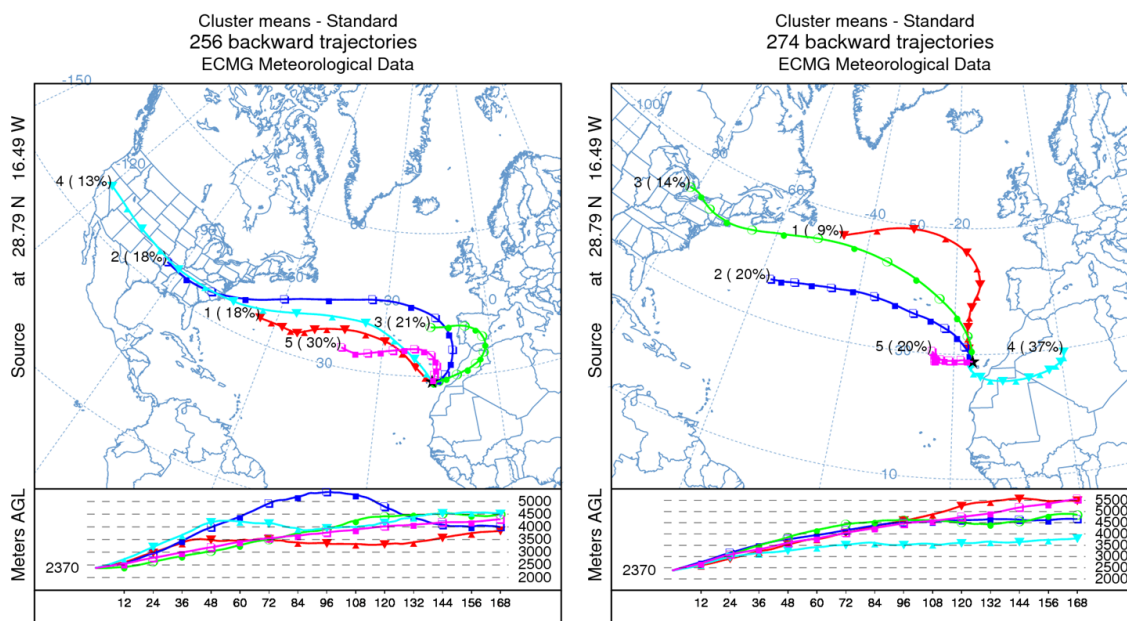 Cluster means - Standard
256 backward trajectories
ECMG Meteorological Data
Source at 28.79 N 16.49 W
-150
-120
4 ( 13%)
2 ( 18%)
1 ( 18%)
3 ( 21%)
5 ( 30%)
30
0
Meters AGL
2370
5000
4500
4000
3500
3000
2500
2000
12 24 36 48 60 72 84 96 108 120 132 144 156 168
Cluster means - Standard
274 backward trajectories
ECMG Meteorological Data
Source at 28.79 N 16.49 W
-100
-80
-60
-40
-20
3 ( 14%)
1 ( 9%)
2 ( 20%)
5 ( 20%)
4 ( 37%)
10
Meters AGL
2370
5500
5000
4500
4000
3500
3000
2500
2000
12 24 36 48 60 72 84 96 108 120 132 144 156 168